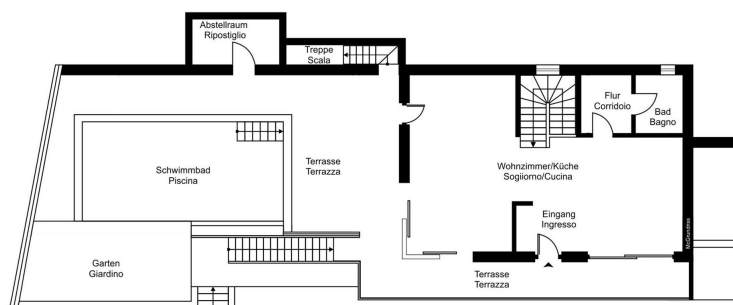 Abstellraum
Ripostiglio
Treppe
Scala
Flur
Corridoio
Bad
Bagno
Schwimmbad
Piscina
Terrasse
Terrazza
Wohnzimmer/Küche
Sogiiorno/Cucina
Eingang
Ingresso
Garten
Giardino
Terrasse
Terrazza